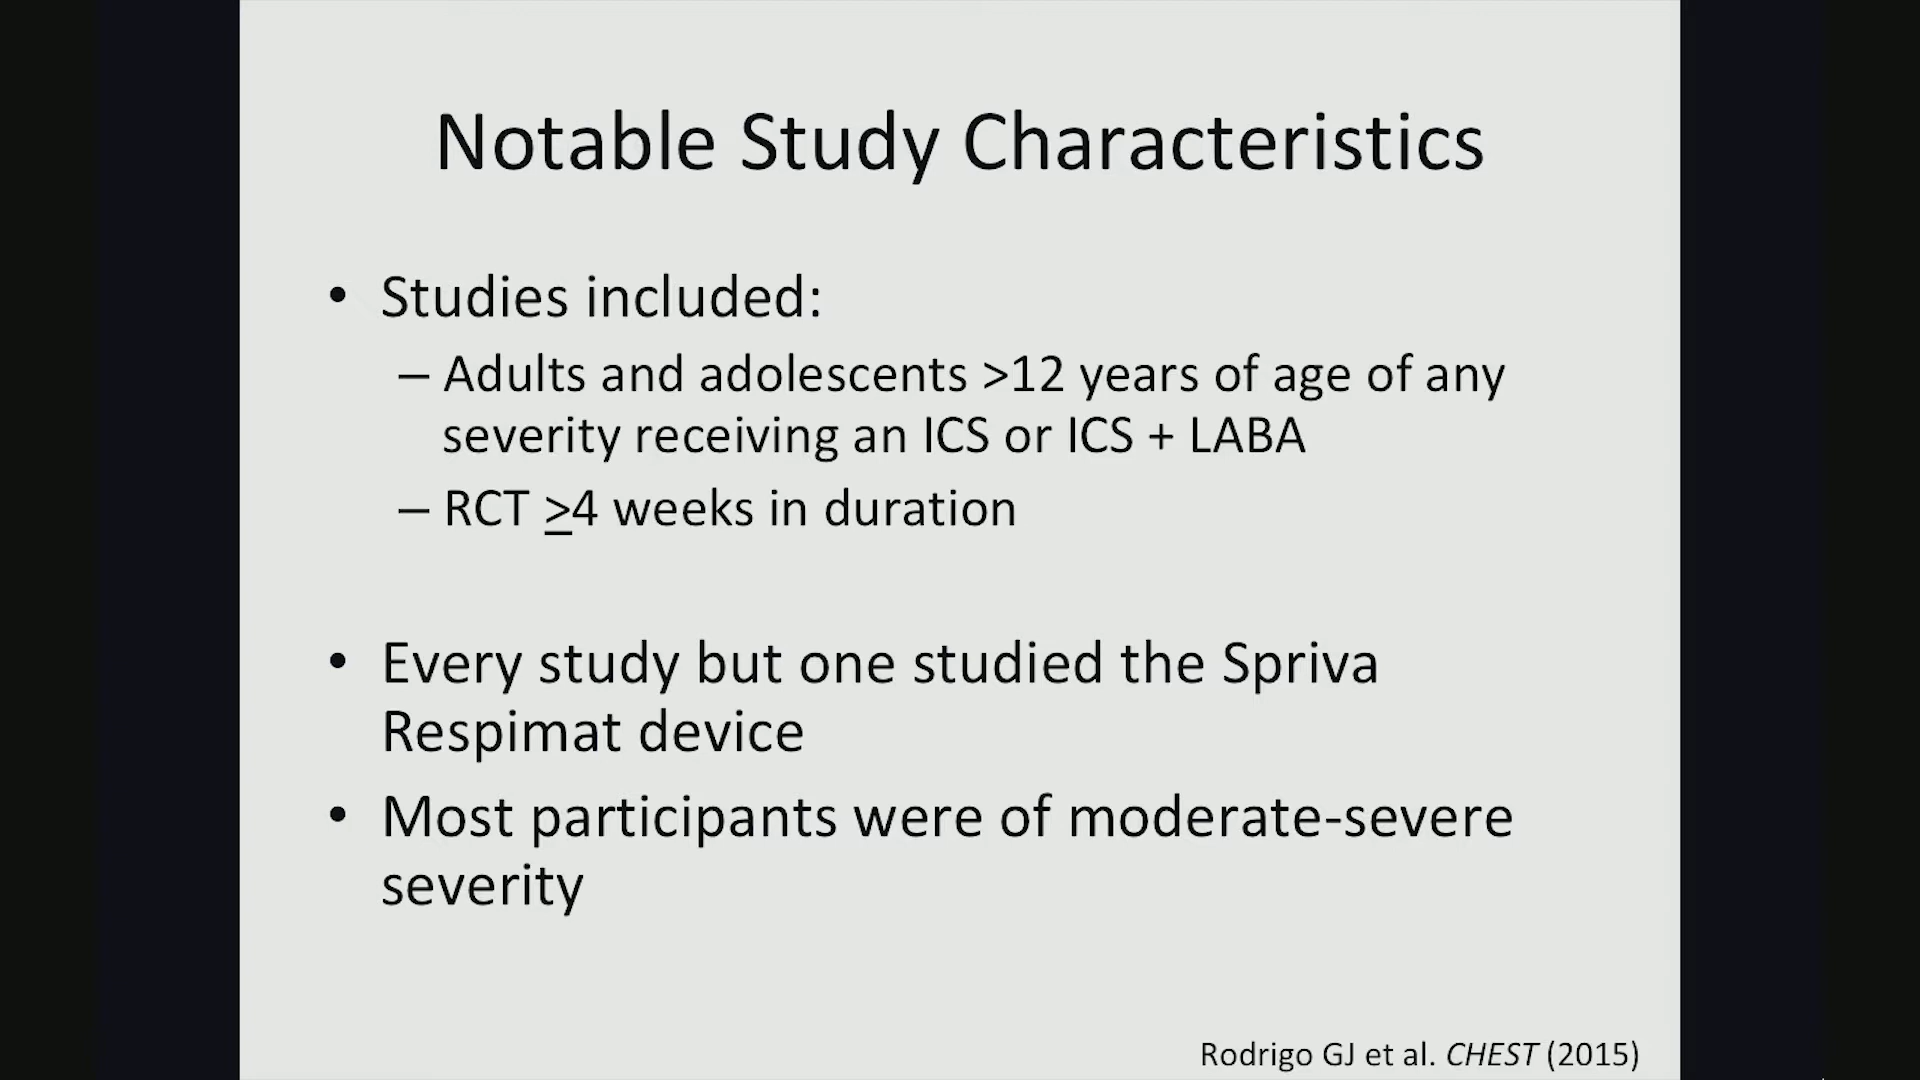 Notable Study Characteristics
• Studies included:
– Adults and adolescents >12 years of age of any
severity receiving an ICS or ICS + LABA
– RCT ≥4 weeks in duration
• Every study but one studied the Spriva
Respimat device
• Most participants were of moderate-severe
severity
Rodrigo GJ et al. CHEST (2015)